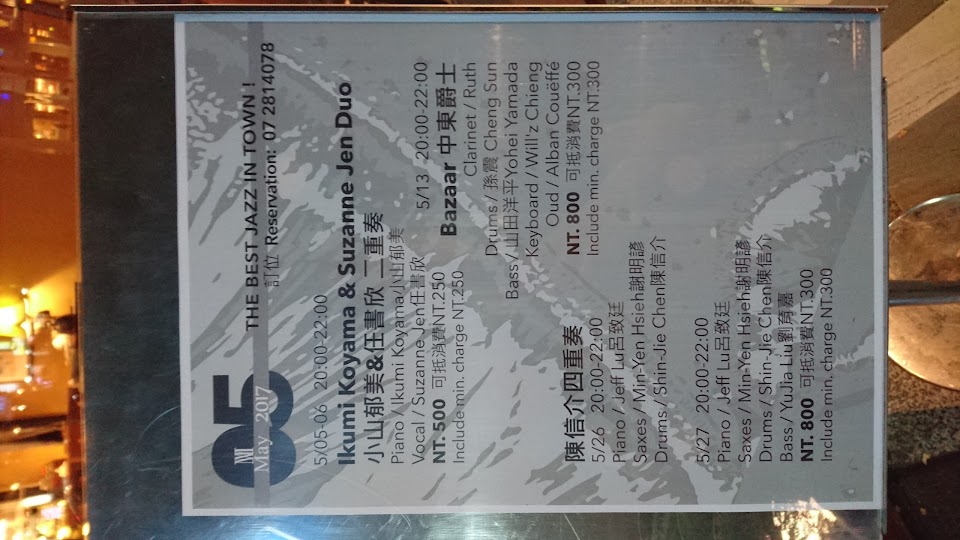 05
May 2017
THE BEST JAZZ IN TOWN !
訂位 Reservation: 07 2814078
5/05-06 20:00-22:00
Ikumi Koyama & Suzanne Jen Duo
小山郁美&任書欣 二重奏
Piano / Ikumi Koyama小山郁美
Vocal / Suzanne Jen任書欣
NT. 500 可抵消費NT.250
Include min. charge NT.250
5/13 20:00-22:00
Bazaar 中東爵士
Clarinet / Ruth
Drums / 孫震 Cheng Sun
Bass/ 山田洋平Yohei Yamada
Keyboard / Will'z Chieng
Oud / Alban Couëffé
NT. 800 可抵消費NT.300
Include min. charge NT.300
陳信介四重奏
5/26 20:00-22:00
Piano / Jeff Lu呂致廷
Saxes / Min-Yen Hsieh謝明諺
Drums / Shin-Jie Chen陳信介
5/27 20:00-22:00
Piano / Jeff Lu呂致廷
Saxes / Min-Yen Hsieh謝明諺
Drums / Shin-Jie Chen陳信介
Bass / YuJia Liu 劉育嘉
NT. 800 可抵消費NT.300
Include min. charge NT.300